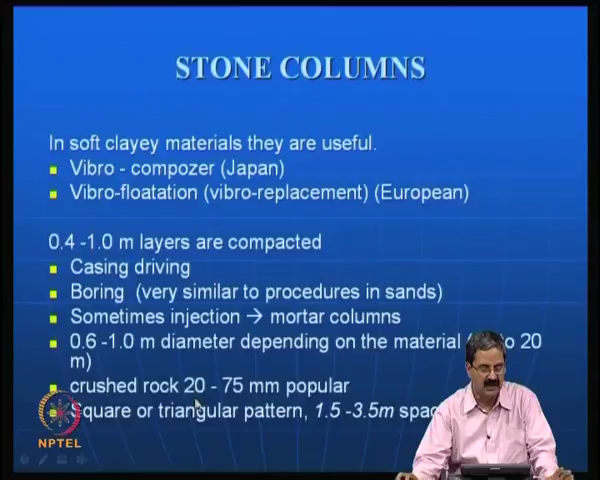 STONE COLUMNS
In soft clayey materials they are useful.
Vibro - compozer (Japan)
Vibro-floatation (vibro-replacement) (European)
0.4 -1.0 m layers are compacted
Casing driving
Boring (very similar to procedures in sands)
Sometimes injection → mortar columns
0.6 -1.0 m diameter depending on the material to 20
m)
crushed rock 20 - 75 mm popular
Square or triangular pattern, 1.5 -3.5m
NPTEL